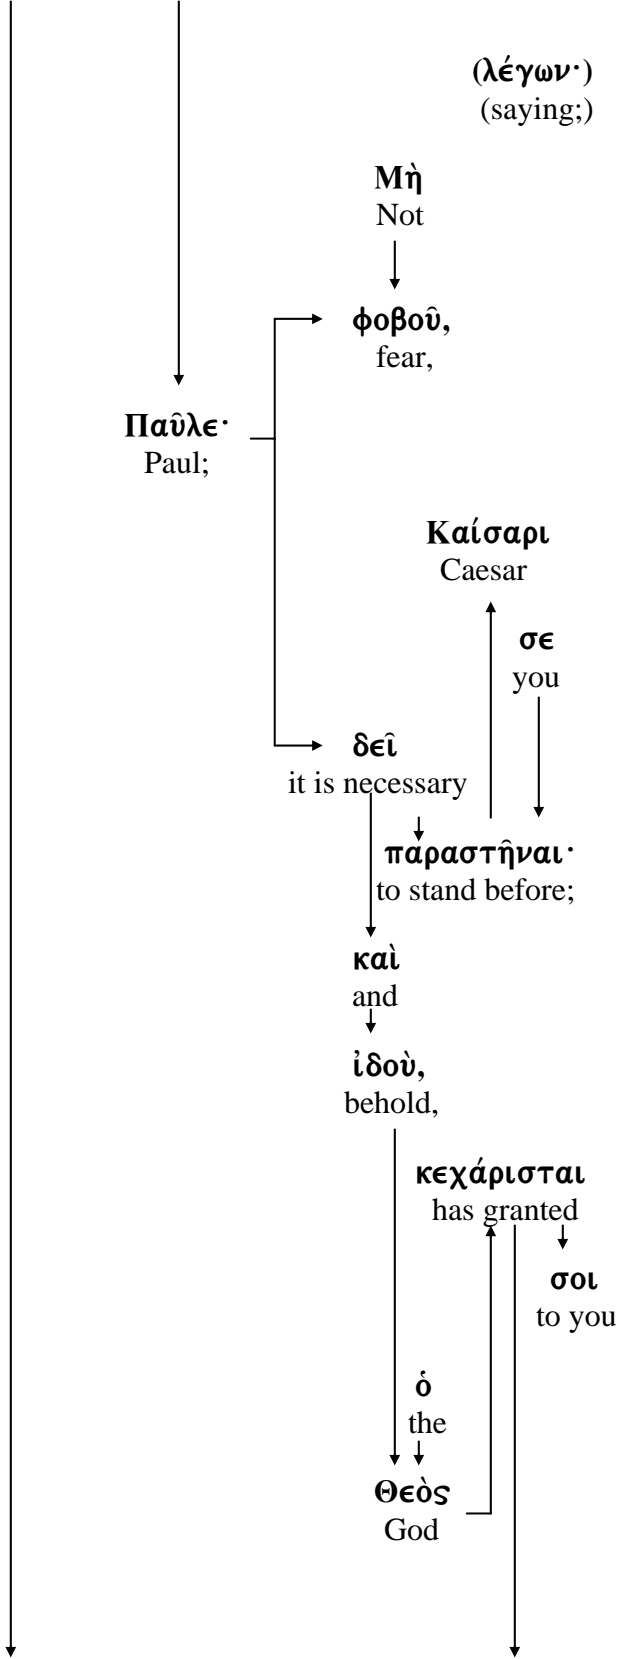 (λέγων·)
(saying;)
Μὴ
Not
φοβοῦ,
fear,
Παῦλε·
Paul;
Καίσαρι
Caesar
σε
you
δεῖ
it is necessary
παραστῆναι·
to stand before;
καὶ
and
ἰδοὺ,
behold,
κεχάρισται
has granted
σοι
to you
ὁ
the
Θεὸς
God